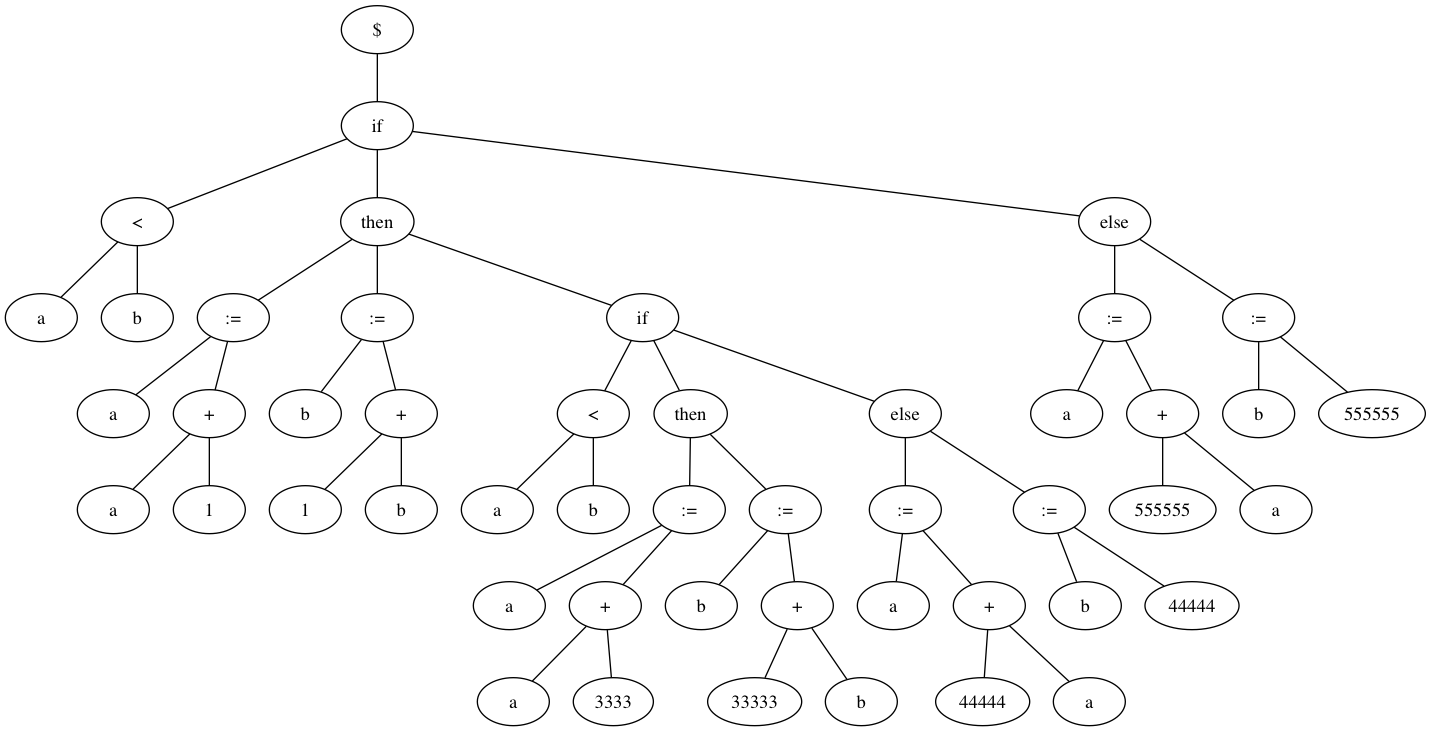 $
if
< then else
a b := := if := :=
a + b + < then else a + b 555555
a 1 1 b a b := := := := 555555 a
a + b + a + b 44444
a 3333 33333 b 44444 a